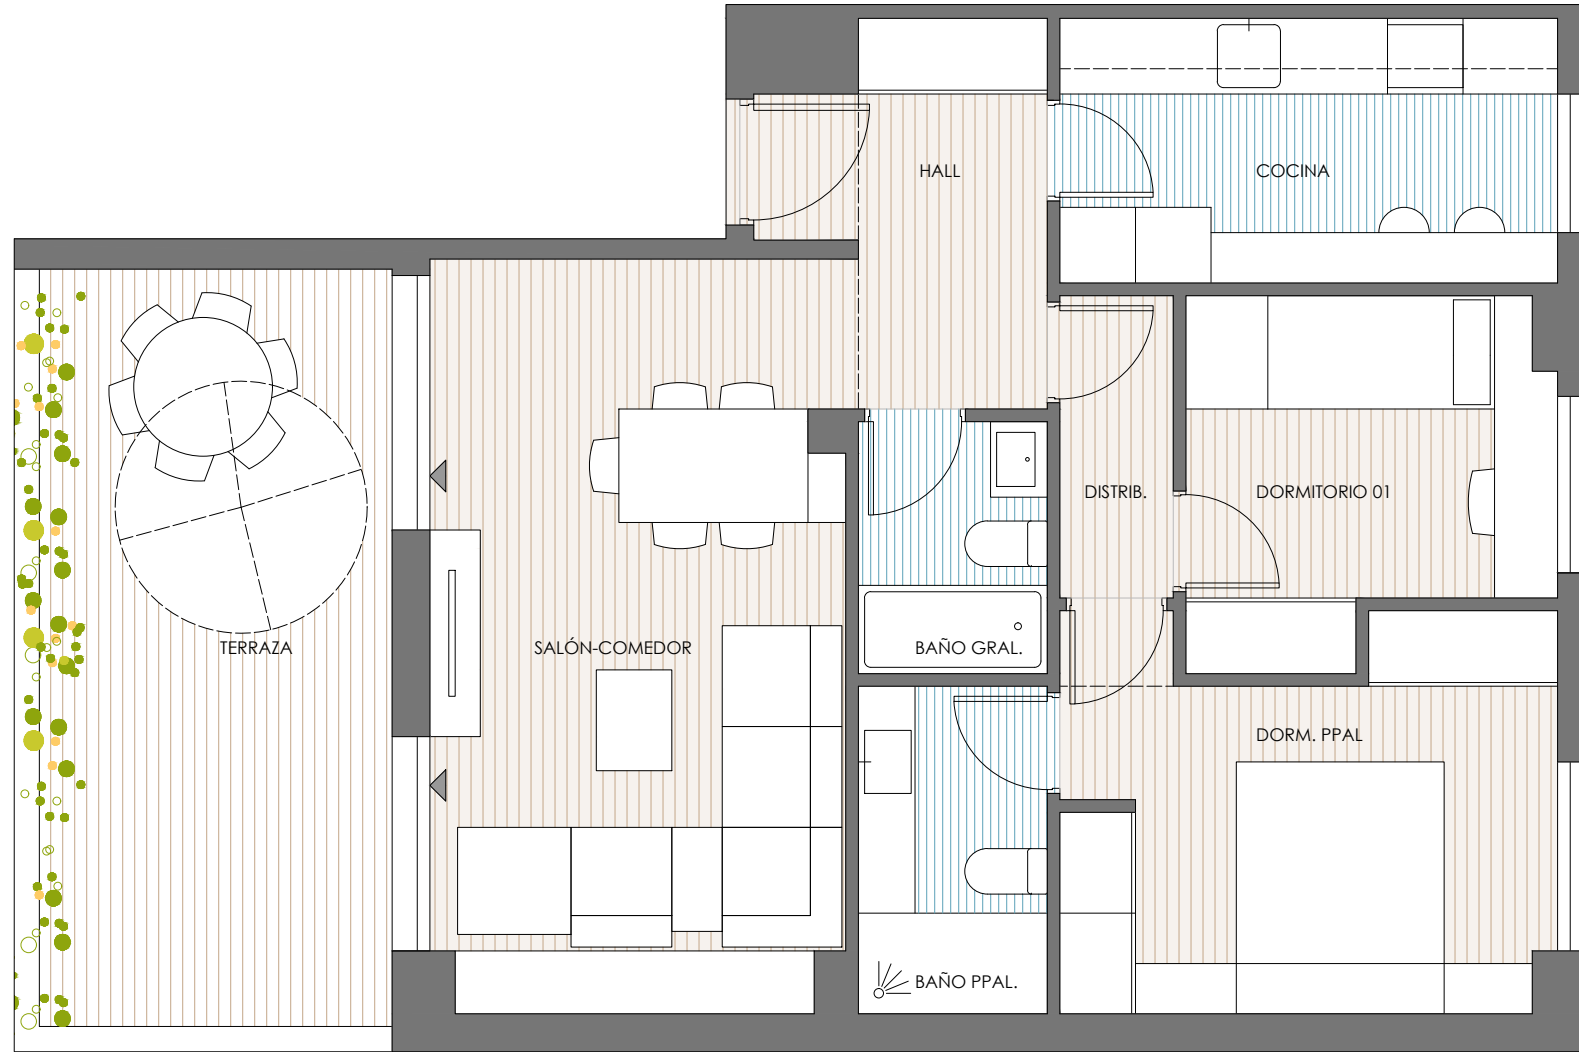 HALL
COCINA
DISTRIB.
DORMITORIO 01
TERRAZA
SALÓN-COMEDOR
BAÑO GRAL.
DORM. PPAL
BAÑO PPAL.